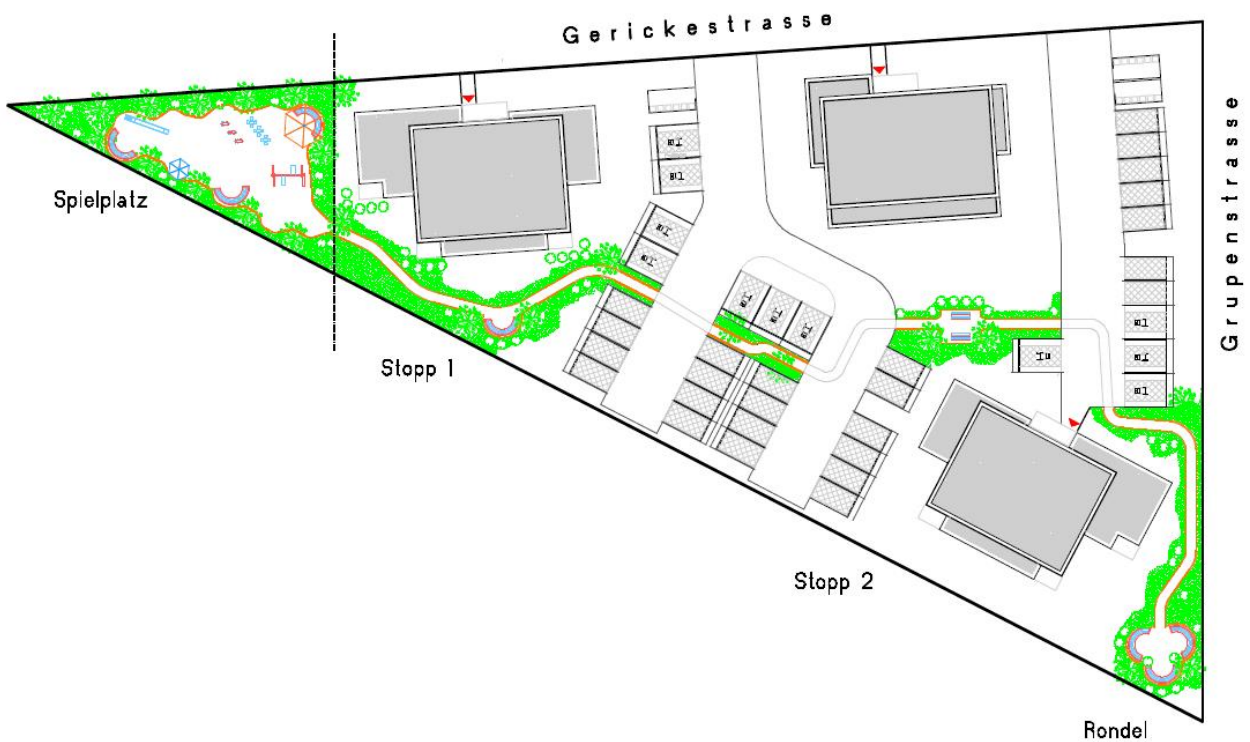 Gerickestrasse
Grupenstrasse
Spielplatz
Stopp 1
Stopp 2
Rondel